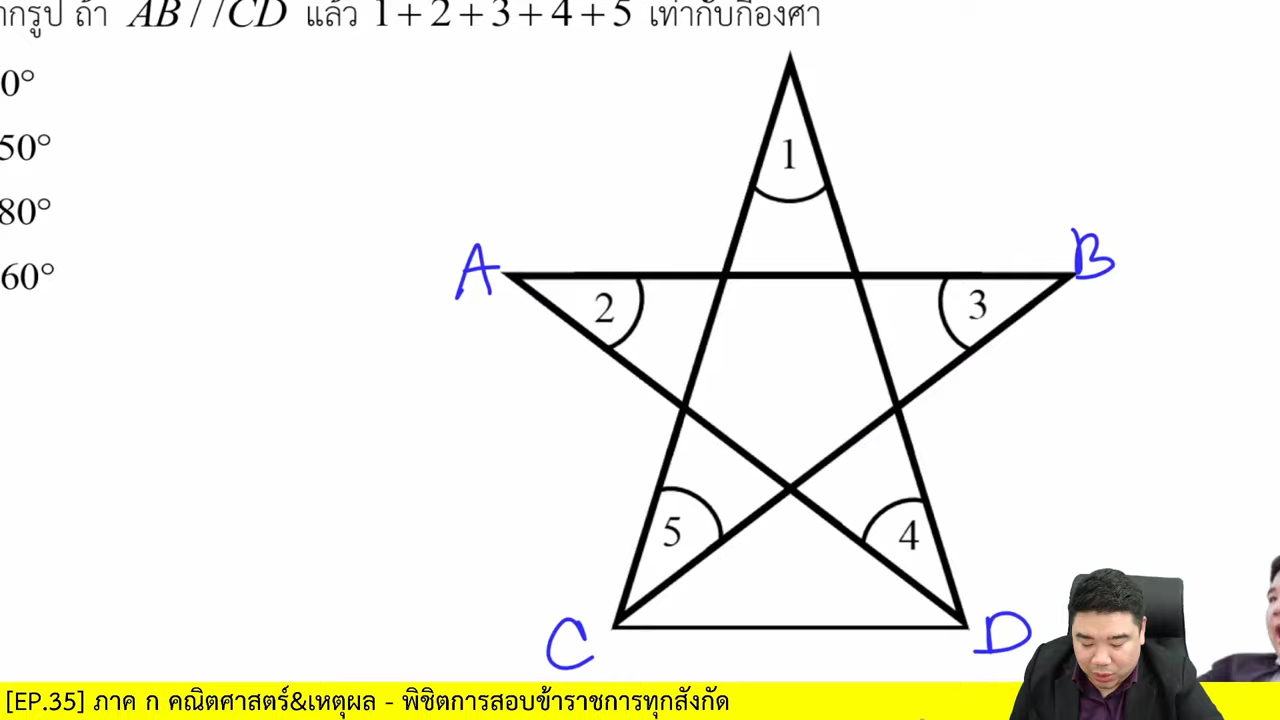 ากรูป ถ้า AB//CD แล้ว 1+2+3+4+5 เท่ากับกี่องศา
0°
50°
80°
60°
1
A
B
2
3
5
4
C
D
[EP.35] ภาค ก คณิตศาสตร์&เหตุผล - พิชิตการสอบข้าราชการทุกสังกัด